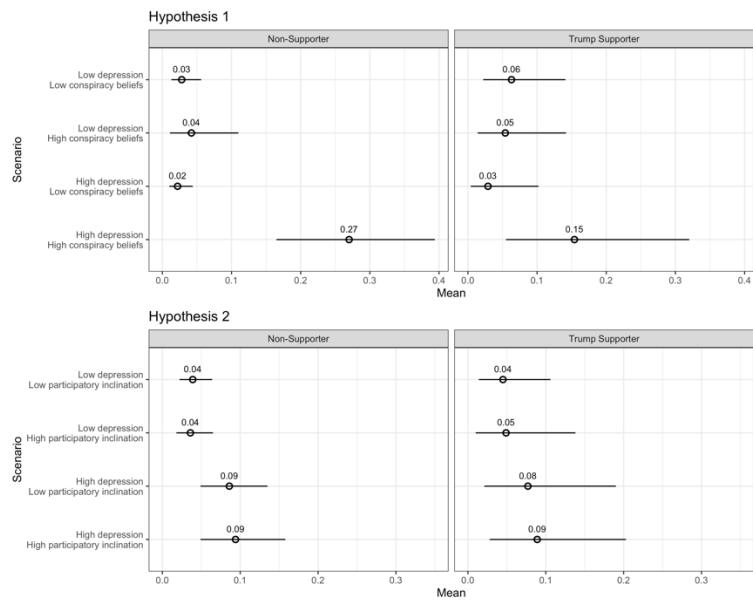 Hypothesis 1
Non-Supporter
Trump Supporter
Scenario
Low depression
Low conspiracy beliefs
0.03
0.06
Low depression
High conspiracy beliefs
0.04
0.05
High depression
Low conspiracy beliefs
0.02
0.03
High depression
High conspiracy beliefs
0.27
0.15
0.0 0.1 0.2 0.3 0.4
0.0 0.1 0.2 0.3 0.4
Mean
Hypothesis 2
Non-Supporter
Trump Supporter
Scenario
Low depression
Low participatory inclination
0.04
0.04
Low depression
High participatory inclination
0.04
0.05
High depression
Low participatory inclination
0.09
0.08
High depression
High participatory inclination
0.09
0.09
0.0 0.1 0.2 0.3
0.0 0.1 0.2 0.3
Mean